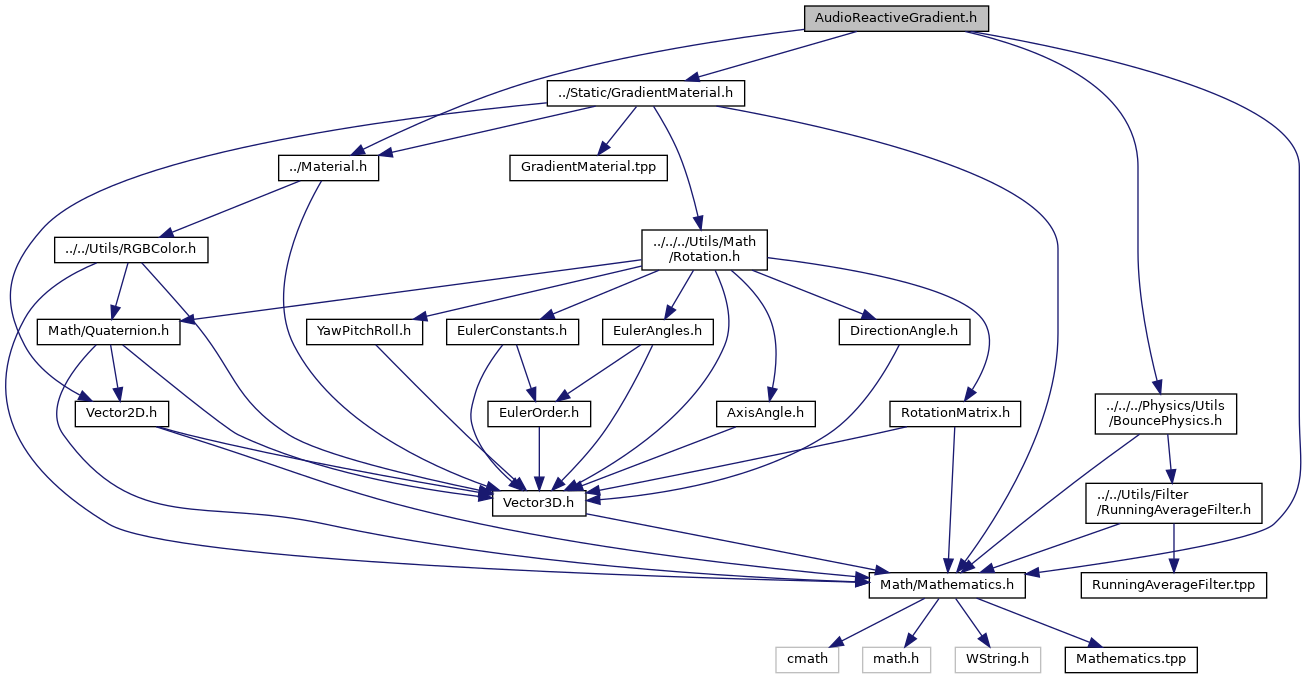 AudioReactiveGradient.h
../Static/GradientMaterial.h
../Material.h
GradientMaterial.tpp
../../Utils/RGBColor.h
../../../Utils/Math
/Rotation.h
Math/Quaternion.h
YawPitchRoll.h
EulerConstants.h
EulerAngles.h
DirectionAngle.h
Vector2D.h
EulerOrder.h
AxisAngle.h
RotationMatrix.h
../../../Physics/Utils
/BouncePhysics.h
Vector3D.h
../../Utils/Filter
/RunningAverageFilter.h
Math/Mathematics.h
RunningAverageFilter.tpp
cmath
math.h
WString.h
Mathematics.tpp